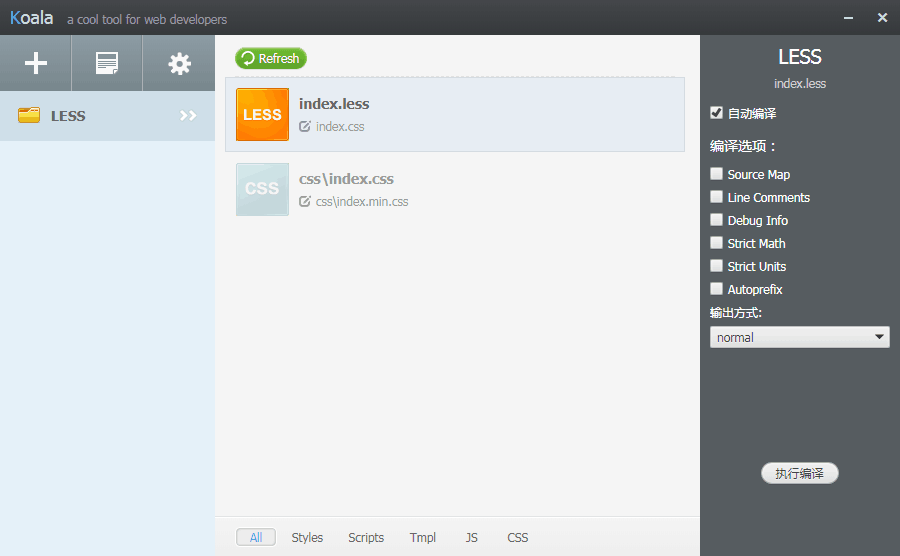 Koala a cool tool for web developers
LESS
Refresh
LESS
index.less
index.css
CSS
css\index.css
css\index.min.css
All Styles Scripts Tmpl JS CSS
LESS
index.less
自动编译
编译选项：
Source Map
Line Comments
Debug Info
Strict Math
Strict Units
Autoprefix
输出方式:
normal
执行编译